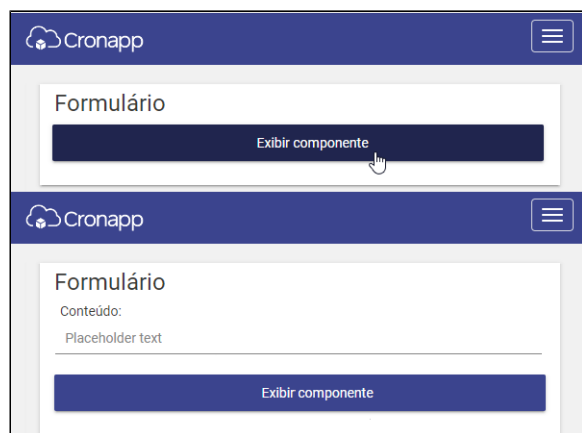 Cronapp
Formulário
Exibir componente
Cronapp
Formulário
Conteúdo:
Placeholder text
Exibir componente